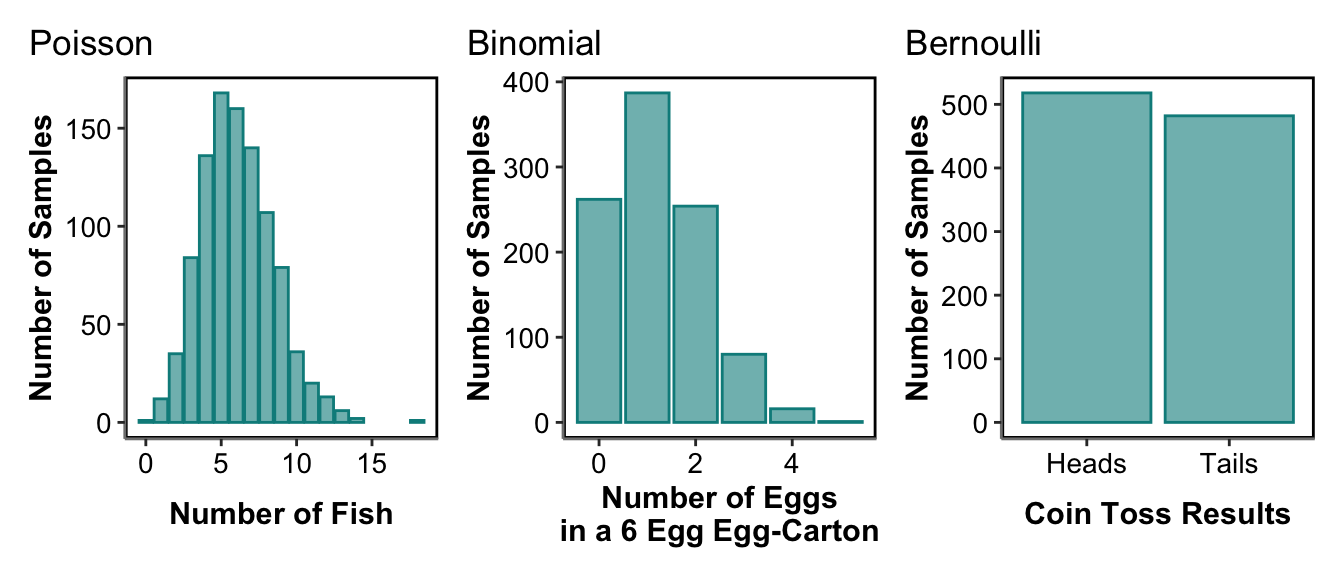 Poisson
Number of Samples
150
100
50
0
0 5 10 15
Number of Fish
Binomial
Number of Samples
400
300
200
100
0
0 2 4
Number of Eggs
in a 6 Egg Egg-Carton
Bernoulli
Number of Samples
500
400
300
200
100
0
Heads Tails
Coin Toss Results